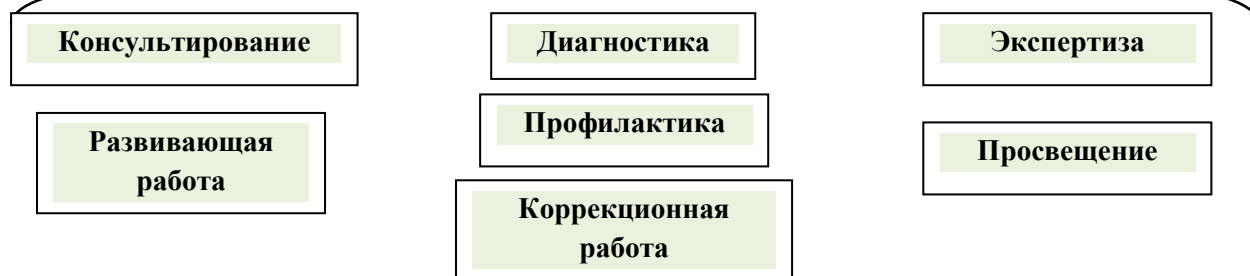 Консультирование
Диагностика
Экспертиза
Развивающая
работа
Профилактика
Просвещение
Коррекционная
работа